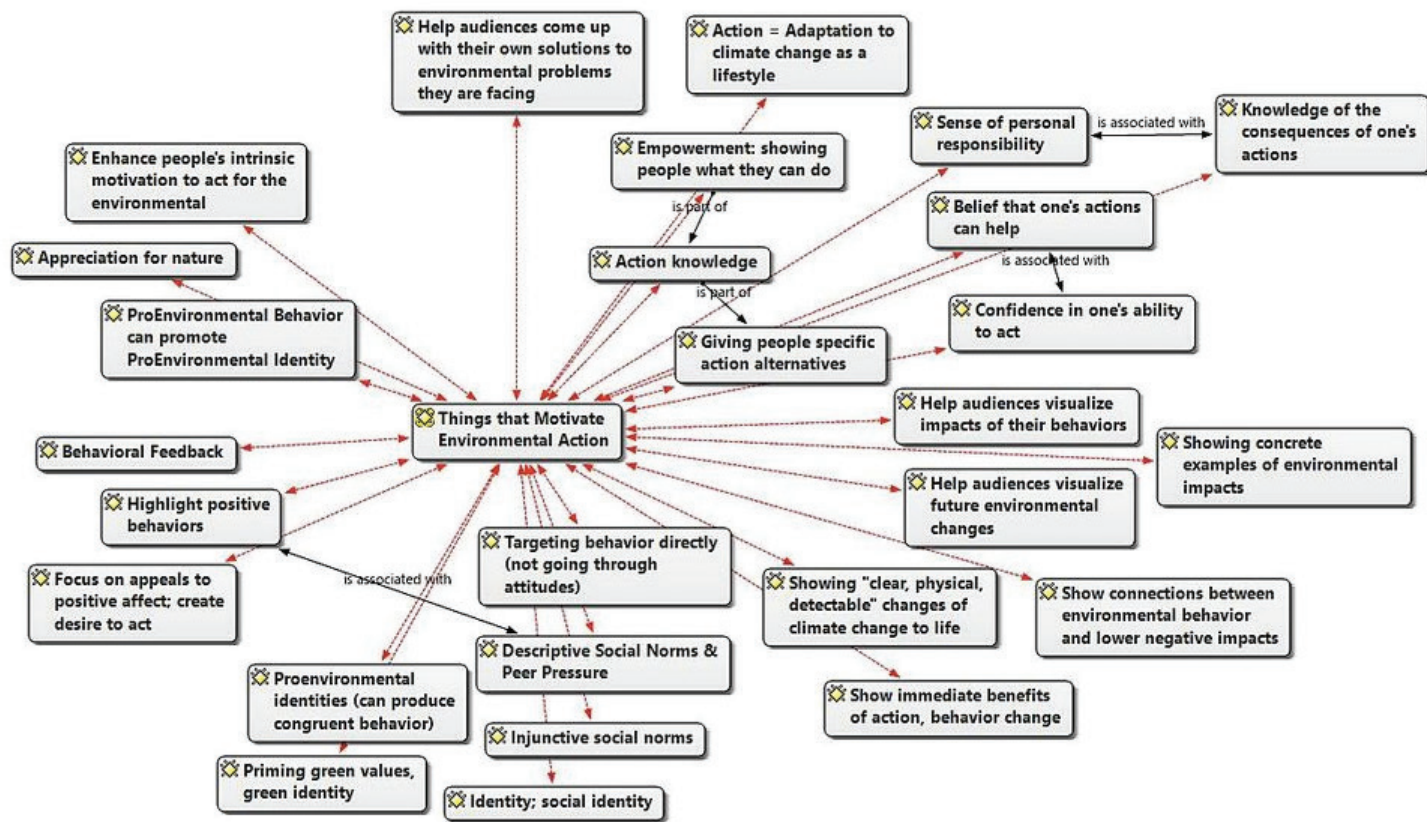 Help audiences come up
with their own solutions to
environmental problems
they are facing
Action = Adaptation to
climate change as a
lifestyle
Sense of personal
responsibility
is associated with
Knowledge of the
consequences of one's
actions
Enhance people's intrinsic
motivation to act for the
environmental
Empowerment: showing
people what they can do
is part of
Belief that one's actions
can help
is associated with
Appreciation for nature
Action knowledge
is part of
ProEnvironmental Behavior
can promote
ProEnvironmental Identity
Giving people specific
action alternatives
Confidence in one's ability
to act
Things that Motivate
Environmental Action
Help audiences visualize
impacts of their behaviors
Behavioral Feedback
Showing concrete
examples of environmental
impacts
Highlight positive
behaviors
Help audiences visualize
future environmental
changes
Targeting behavior directly
(not going through
attitudes)
is associated with
Focus on appeals to
positive affect; create
desire to act
Showing "clear, physical,
detectable" changes of
climate change to life
Show connections between
environmental behavior
and lower negative impacts
Descriptive Social Norms &
Peer Pressure
Proenvironmental
identities (can produce
congruent behavior)
Show immediate benefits
of action, behavior change
Injunctive social norms
Priming green values,
green identity
Identity; social identity